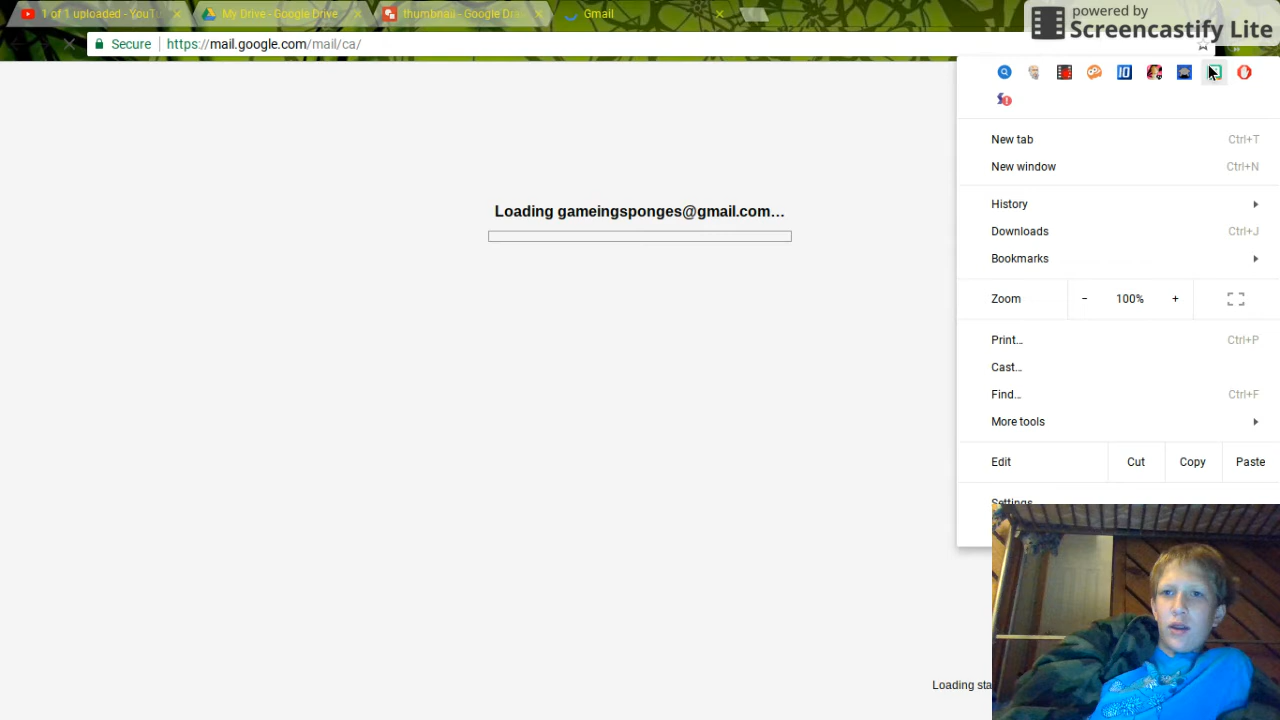 powered by
Screencastify Lite
1 of 1 uploaded - YouTu
My Drive - Google Drive
thumbnail - Google Dra
Gmail
Secure
https://mail.google.com/mail/ca/
10
Loading gameingsponges@gmail.com…
New tab Ctrl+T
New window Ctrl+N
History
Downloads Ctrl+J
Bookmarks
Zoom - 100% +
Print... Ctrl+P
Cast...
Find... Ctrl+F
More tools
Edit Cut Copy Paste
Settings
Loading sta